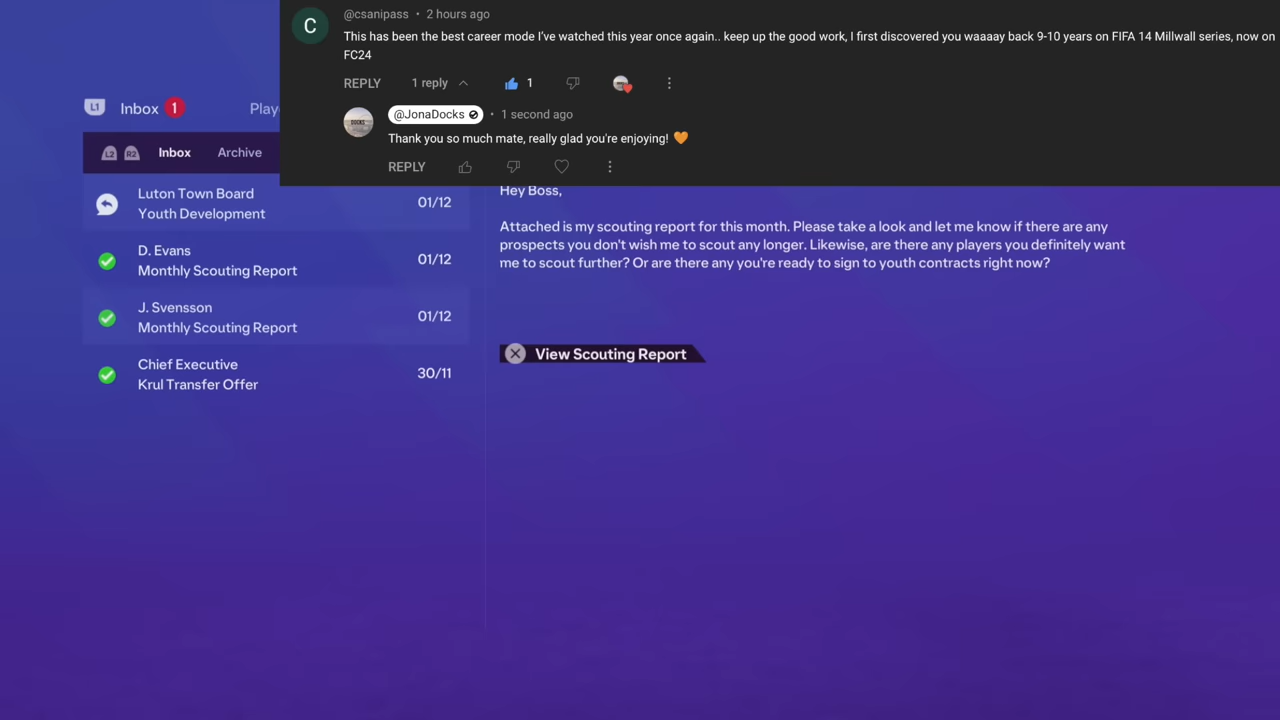 C
@csanipass • 2 hours ago
This has been the best career mode I've watched this year once again.. keep up the good work, I first discovered you waaaay back 9-10 years on FIFA 14 Millwall series, now on
FC24
REPLY 1 reply 1
@JonaDocks • 1 second ago
Thank you so much mate, really glad you're enjoying! 🧡
REPLY
L1 Inbox 1 Play
L2 R2 Inbox Archive
Luton Town Board
Youth Development
01/12
D. Evans
Monthly Scouting Report
01/12
J. Svensson
Monthly Scouting Report
01/12
Chief Executive
Krul Transfer Offer
30/11
Hey Boss,
Attached is my scouting report for this month. Please take a look and let me know if there are any
prospects you don't wish me to scout any longer. Likewise, are there any players you definitely want
me to scout further? Or are there any you're ready to sign to youth contracts right now?
View Scouting Report